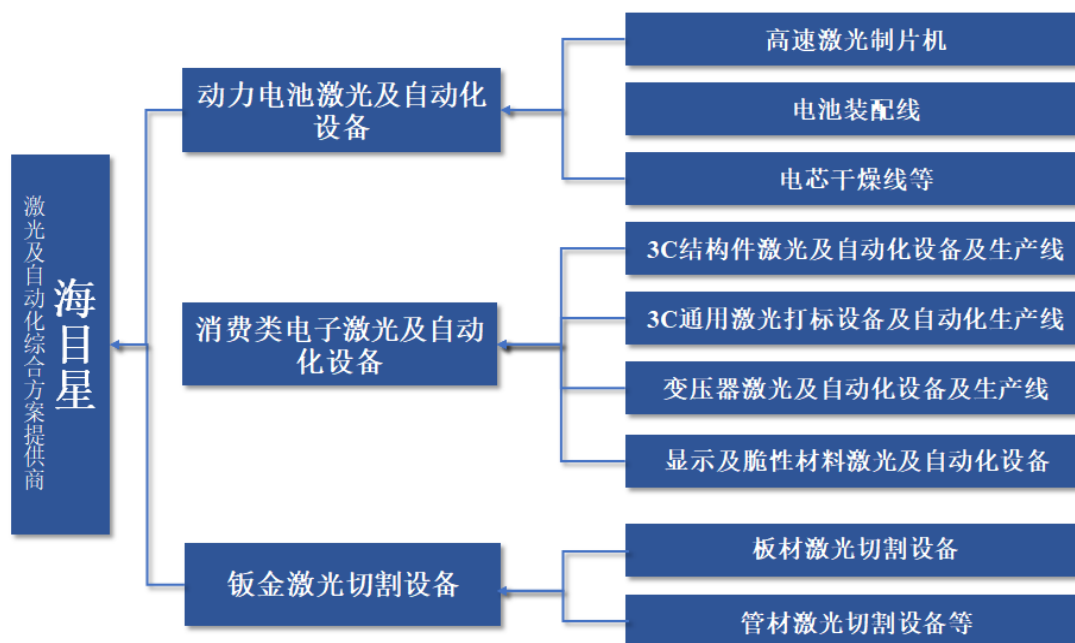 海目星
激光及自动化综合方案提供商
动力电池激光及自动化
设备
高速激光制片机
电池装配线
电芯干燥线等
消费类电子激光及自动
化设备
3C结构件激光及自动化设备及生产线
3C通用激光打标设备及自动化生产线
变压器激光及自动化设备及生产线
显示及脆性材料激光及自动化设备
钣金激光切割设备
板材激光切割设备
管材激光切割设备等